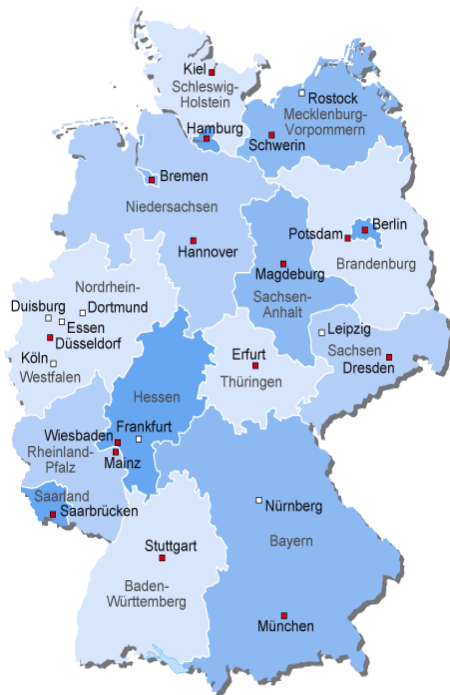 Kiel
Schleswig-
Holstein
Rostock
Mecklenburg-
Vorpommern
Hamburg
Schwerin
Bremen
Niedersachsen
Berlin
Potsdam
Hannover
Brandenburg
Magdeburg
Nordrhein-
Sachsen-
Anhalt
Duisburg
Dortmund
Essen
Düsseldorf
Leipzig
Köln
Westfalen
Erfurt
Sachsen
Dresden
Thüringen
Hessen
Frankfurt
Wiesbaden
Rheinland-
Pfalz
Mainz
Saarland
Saarbrücken
Nürnberg
Bayern
Stuttgart
Baden-
Württemberg
München